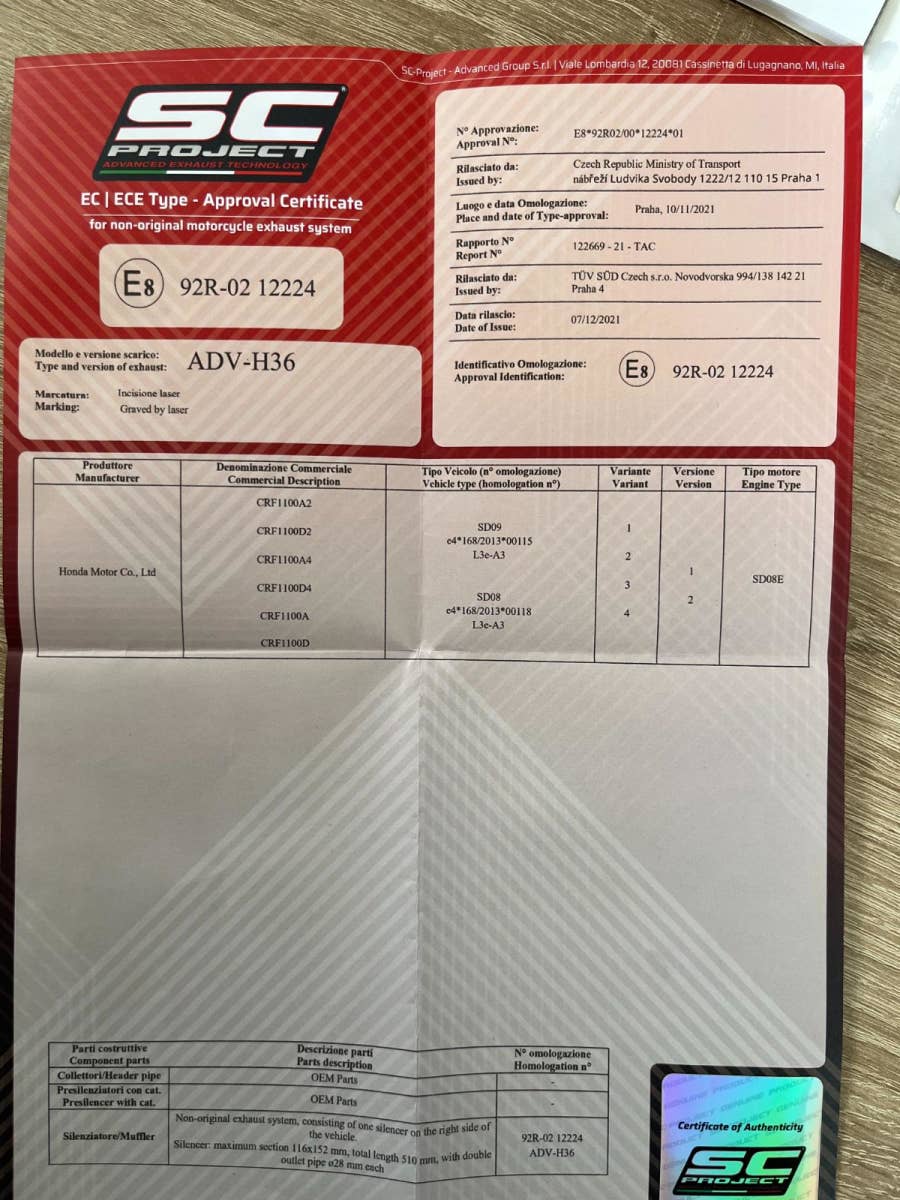 SC-Project - Advanced Group S.r.l. | Viale Lombardia 12, 20081 Cassinetta di Lugagnano, MI, Italia
SC
PROJECT
ADVANCED EXHAUST TECHNOLOGY
EC | ECE Type - Approval Certificate
for non-original motorcycle exhaust system
E8 92R-02 12224
Modello e versione scarico:
Type and version of exhaust: ADV-H36
Marcatura: Incisione laser
Marking: Graved by laser
N° Approvazione:
Approval N°: E8*92R02/00*12224*01
Rilasciato da: Czech Republic Ministry of Transport
Issued by: nábřeží Ludvika Svobody 1222/12 110 15 Praha 1
Luogo e data Omologazione:
Place and date of Type-approval: Praha, 10/11/2021
Rapporto N°
Report N° 122669 - 21 - TAC
Rilasciato da: TÜV SÜD Czech s.r.o. Novodvorska 994/138 142 21
Issued by: Praha 4
Data rilascio:
Date of Issue: 07/12/2021
Identificativo Omologazione:
Approval Identification: E8 92R-02 12224
Produttore Denominazione Commerciale Tipo Veicolo (n° omologazione) Variante Versione Tipo motore
Manufacturer Commercial Description Vehicle type (homologation n°) Variant Version Engine Type
CRF1100A2
CRF1100D2 SD09 1
e4*168/2013*00115
CRF1100A4 L3e-A3 2
Honda Motor Co., Ltd 1 SD08E
CRF1100D4 3
SD08 2
CRF1100A e4*168/2013*00118 4
L3e-A3
CRF1100D
Parti costruttive Descrizione parti N° omologazione
Component parts Parts description Homologation n°
Collettori/Header pipe OEM Parts -
Presilenziatori con cat.
Presilencer with cat. OEM Parts -
Silenziatore/Muffler
Non-original exhaust system, consisting of one silencer on the right side of
the vehicle.
Silencer: maximum section 116x152 mm, total length 510 mm, with double
outlet pipe ø28 mm each
92R-02 12224
ADV-H36
GENUINE PRODUCT
Certificate of Authenticity
SC
PROJECT